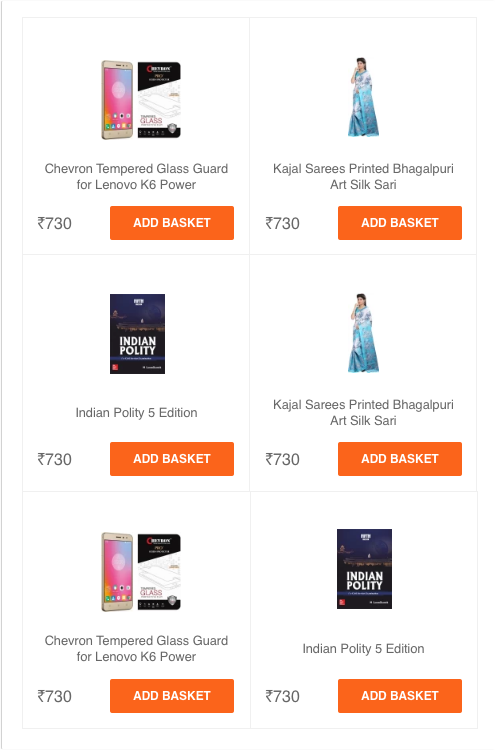 CHEVRON
TEMPERED
GLASS
Chevron Tempered Glass Guard
for Lenovo K6 Power
₹730
ADD BASKET
Kajal Sarees Printed Bhagalpuri
Art Silk Sari
₹730
ADD BASKET
INDIAN
POLITY
Indian Polity 5 Edition
₹730
ADD BASKET
Kajal Sarees Printed Bhagalpuri
Art Silk Sari
₹730
ADD BASKET
CHEVRON
TEMPERED
GLASS
Chevron Tempered Glass Guard
for Lenovo K6 Power
₹730
ADD BASKET
INDIAN
POLITY
Indian Polity 5 Edition
₹730
ADD BASKET